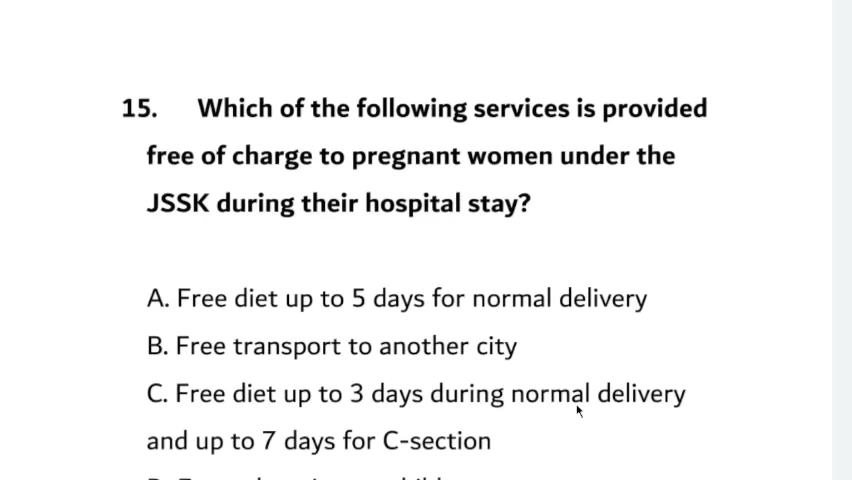 15. Which of the following services is provided
free of charge to pregnant women under the
JSSK during their hospital stay?
A. Free diet up to 5 days for normal delivery
B. Free transport to another city
C. Free diet up to 3 days during normal delivery
and up to 7 days for C-section